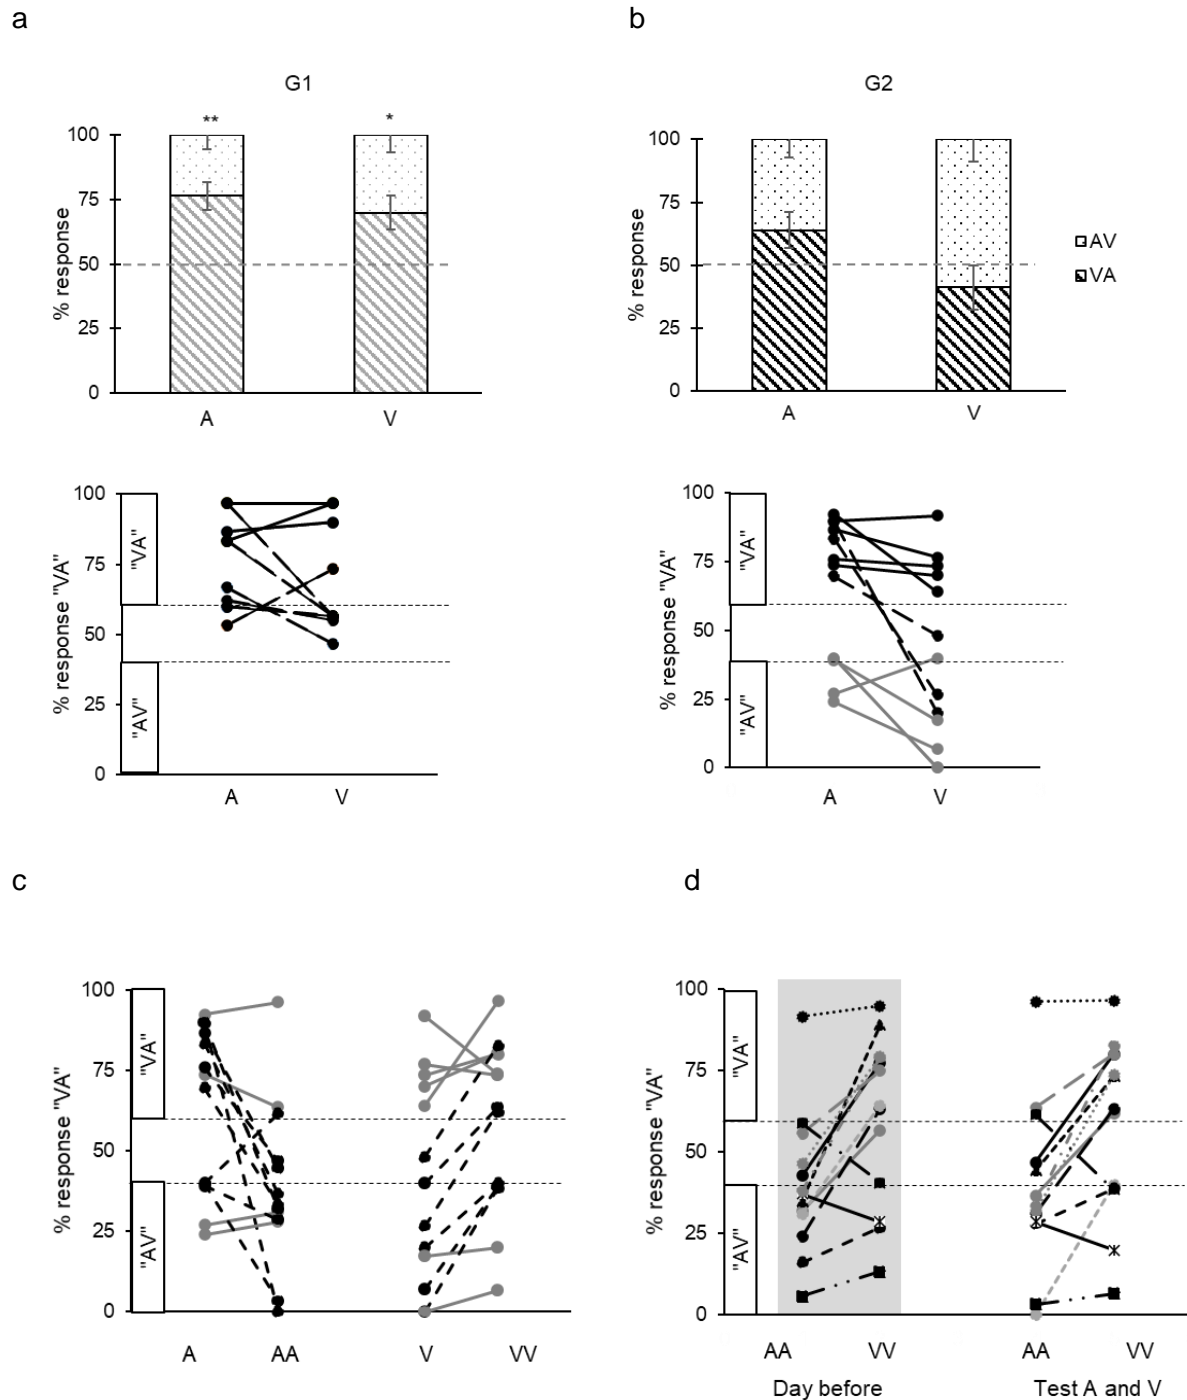 a
b
G1
G2
**
*
100
75
50
25
0
% response
A
V
100
75
50
25
0
% response
A
V
AV
VA
100
75
50
25
0
% response "VA"
"VA"
"AV"
A
V
100
75
50
25
0
% response "VA"
"VA"
"AV"
A
V
c
d
100
75
50
25
0
% response "VA"
"VA"
"AV"
A
AA
V
VV
100
75
50
25
0
% response "VA"
"VA"
"AV"
AA
VV
AA
VV
Day before
Test A and V